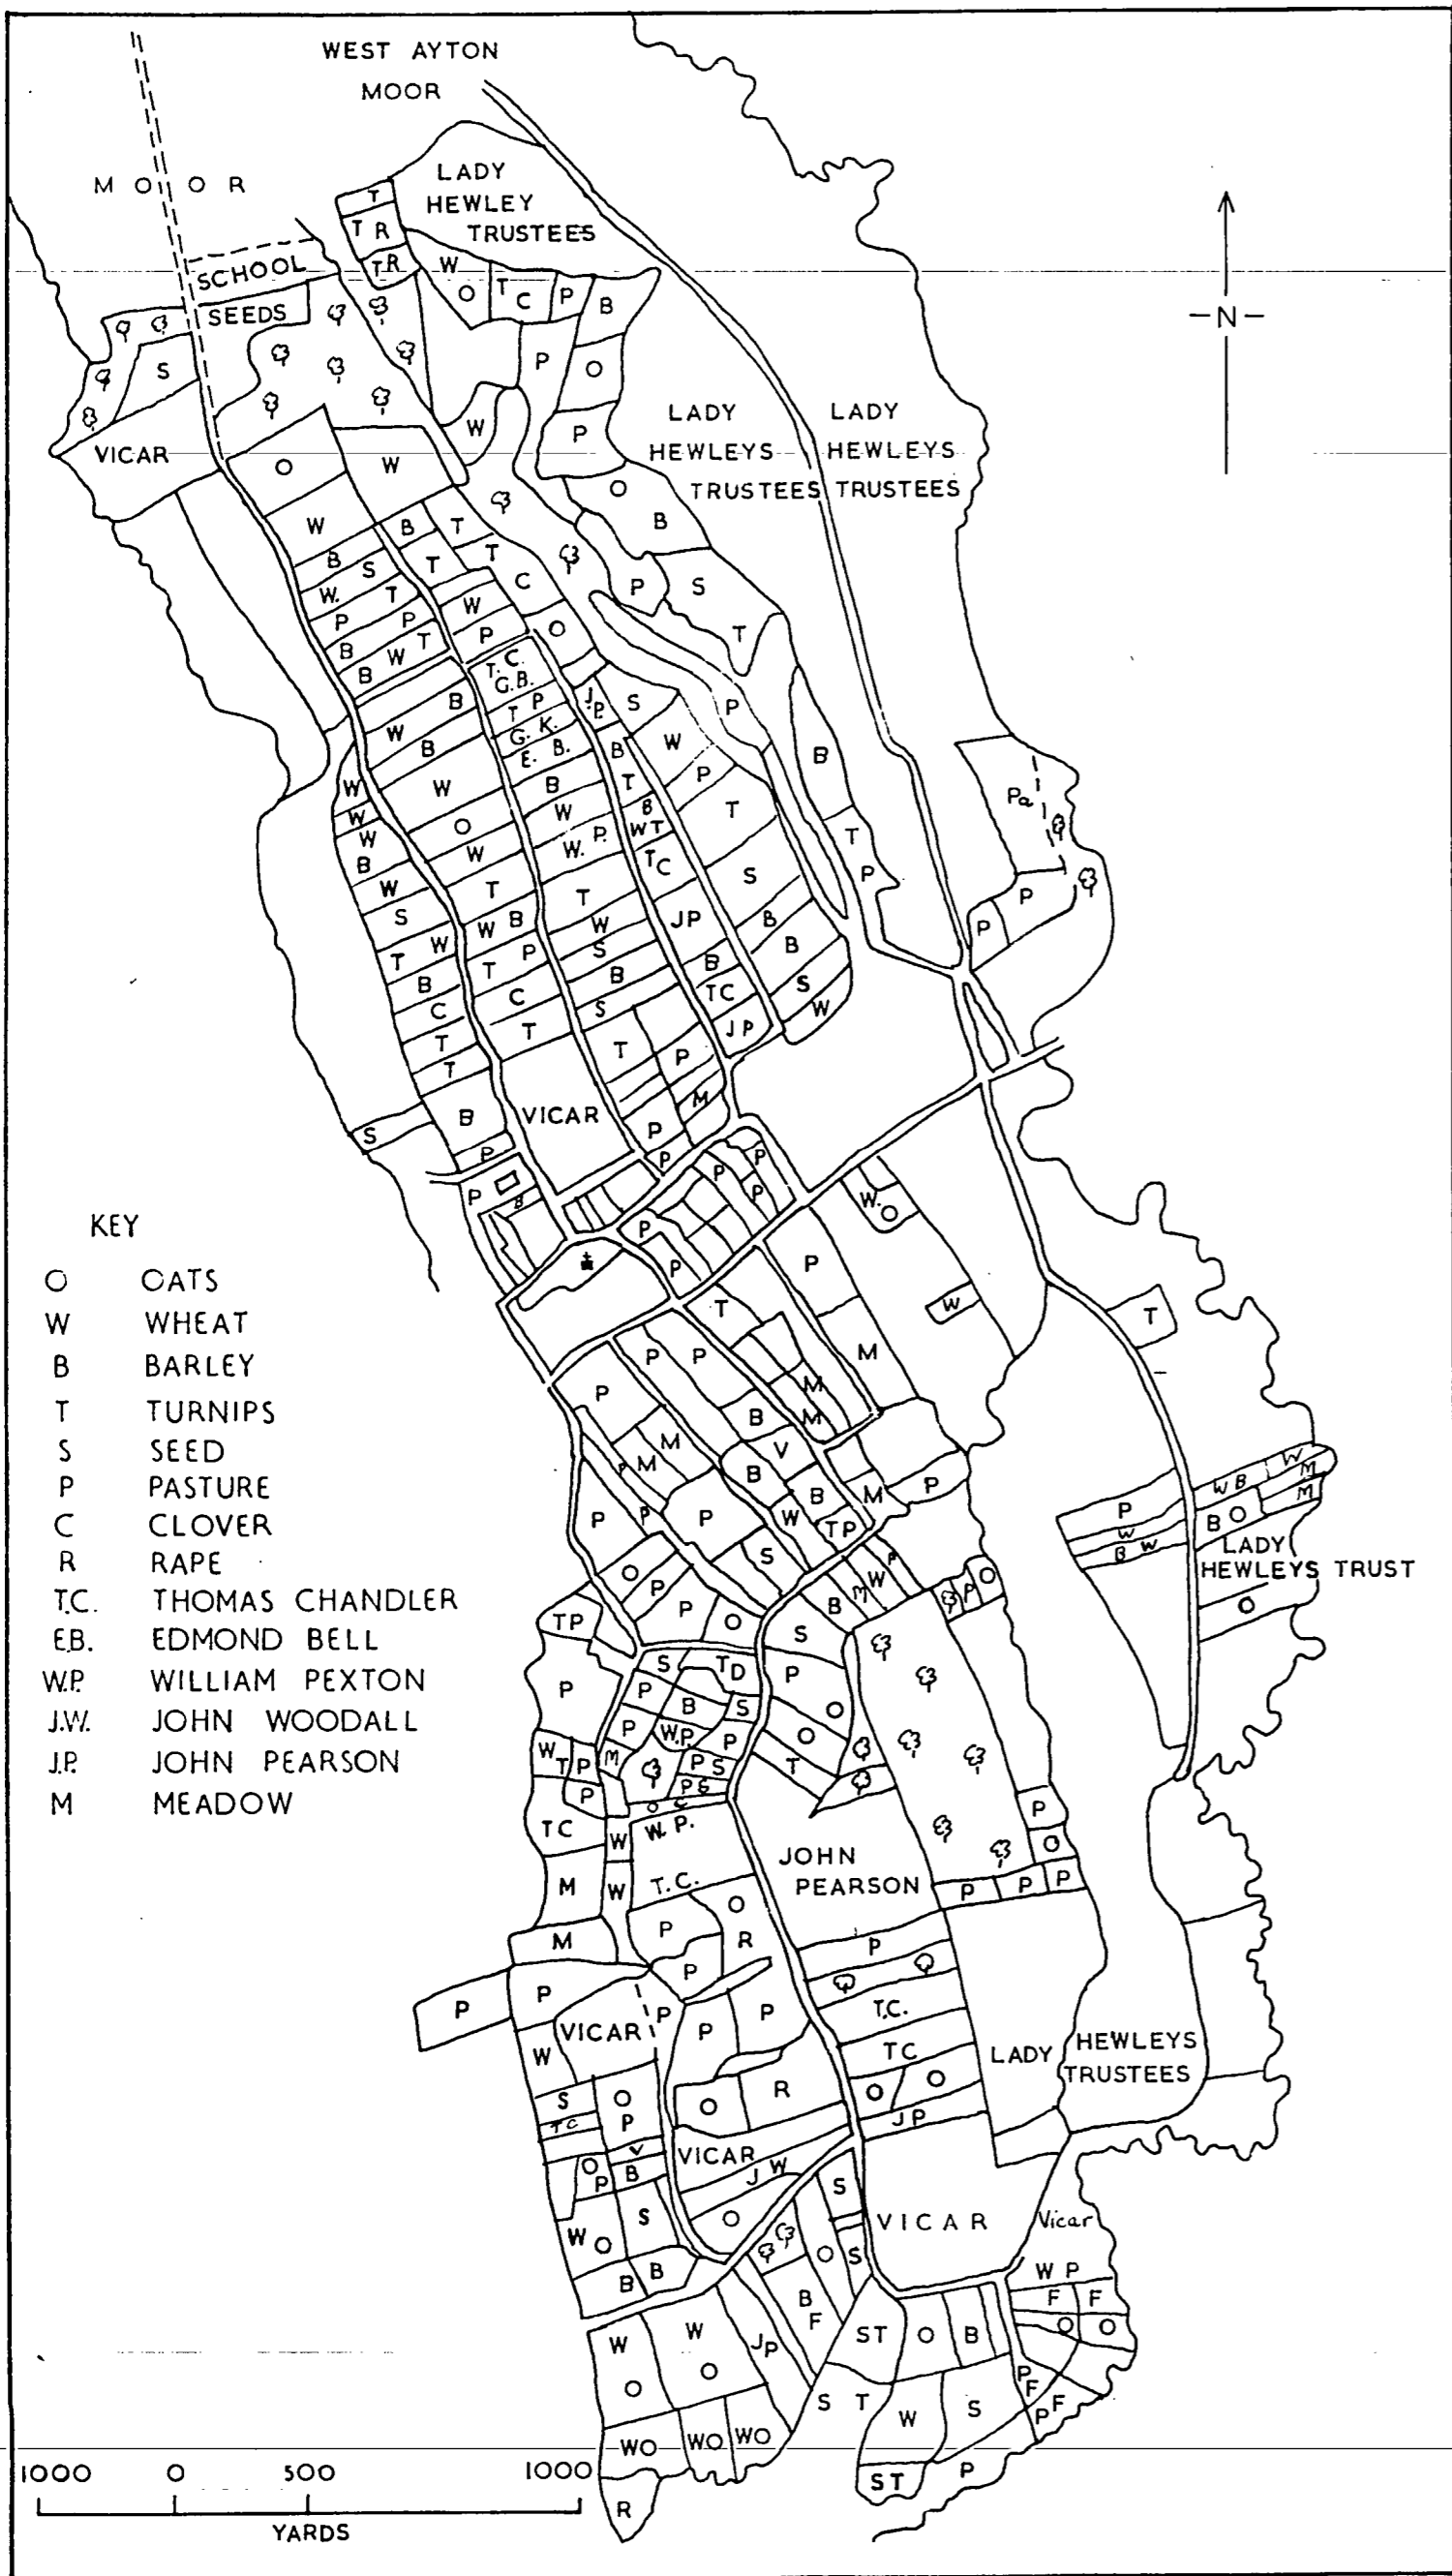 WEST AYTON
MOOR
MOOR
LADY
HEWLEY
TRUSTEES
T
T R
T R
SCHOOL
SEEDS
W
O
T
C
P
B
N
S
P
O
W
P
VICAR
O
W
LADY
HEWLEYS
TRUSTEES
LADY
HEWLEYS
TRUSTEES
O
B
W
B
T
B
S
T
T
C
P
S
W.
T
W
P
P
P
O
T
B
W
T
B
T. C.
G. B.
J.P.
S
P
B
T
P
G. K.
E. B.
W
B
B
W
P
B
W
W
B
T
Pa
W
O
W
B
T
W
W
W. P.
W T
T
B
T C
T
P
W
T
S
P
S
T
W
B
W
J P
B
P
W
T
P
S
B
T
B
B
C
S
T C
S
C
T
S
J P
W
T
T
P
T
M
B
VICAR
P
S
P
P
P
P
P
P
B
W.
O
P
KEY
P
P
O OATS
W WHEAT
B BARLEY
T TURNIPS
S SEED
P PASTURE
C CLOVER
R RAPE
T.C. THOMAS CHANDLER
E.B. EDMOND BELL
W.P. WILLIAM PEXTON
J.W. JOHN WOODALL
J.P. JOHN PEARSON
M MEADOW
W
T
T
P
P
M
P
M
B
M
M
V
M
P
B
B
M
P
W
T P
P
P
P
S
W B
W
M
M
P
W
B W
B O
LADY
HEWLEYS TRUST
O
O
P
P
O
B
M
W
P
P
O
T P
S
S
T D
P
P
P
B
S
O
P
W.P.
P
O
W
T P
M
P S
T
P
P S
O C
T C
W
W. P.
P
O
JOHN
PEARSON
M
W
T. C.
O
P
P
P
M
P
R
P
P
P
P
VICAR
P
P
P
T.C.
W
T C
LADY HEWLEYS
TRUSTEES
S
O
O
R
O
O
T C
P
J P
V
VICAR
O
P
B
J W
S
W
O
S
O
VICAR
Vicar
O
S
B
B
W P
B
F
F
F
O
O
W
O
W
O
J P
S T
O
B
S T
W
S
P
F
P
F
W O
W O
W O
S T
P
R
1000 0 500 1000
YARDS